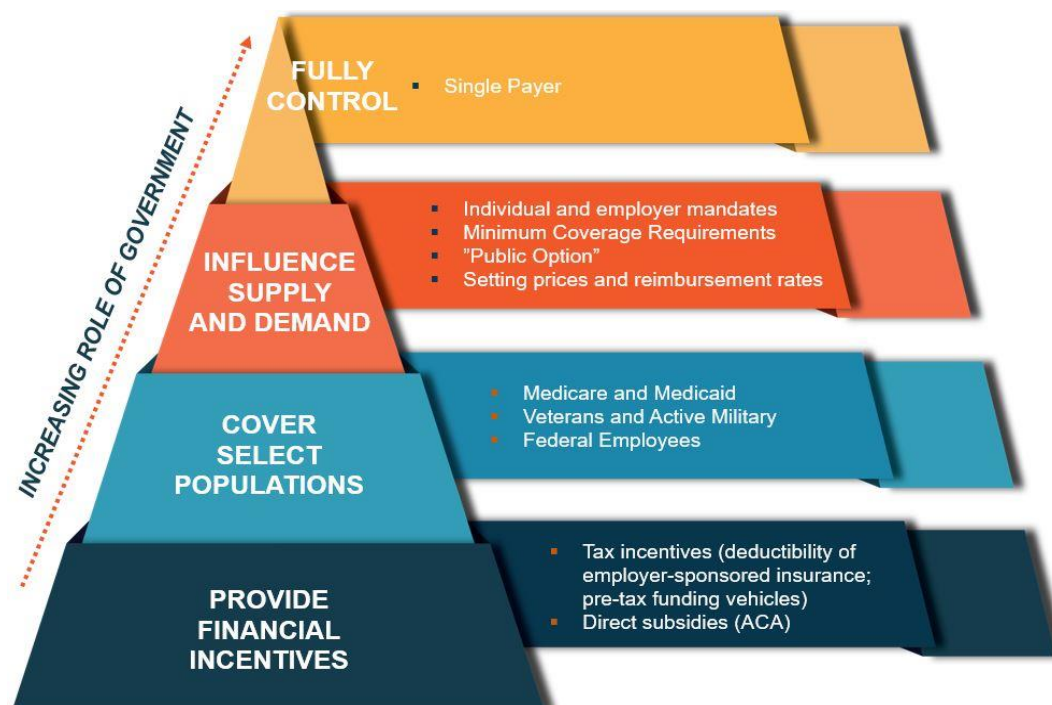 INCREASING ROLE OF GOVERNMENT
FULLY
CONTROL
▪ Single Payer
INFLUENCE
SUPPLY
AND DEMAND
▪ Individual and employer mandates
▪ Minimum Coverage Requirements
▪ ”Public Option”
▪ Setting prices and reimbursement rates
COVER
SELECT
POPULATIONS
▪ Medicare and Medicaid
▪ Veterans and Active Military
▪ Federal Employees
PROVIDE
FINANCIAL
INCENTIVES
▪ Tax incentives (deductibility of
employer-sponsored insurance;
pre-tax funding vehicles)
▪ Direct subsidies (ACA)